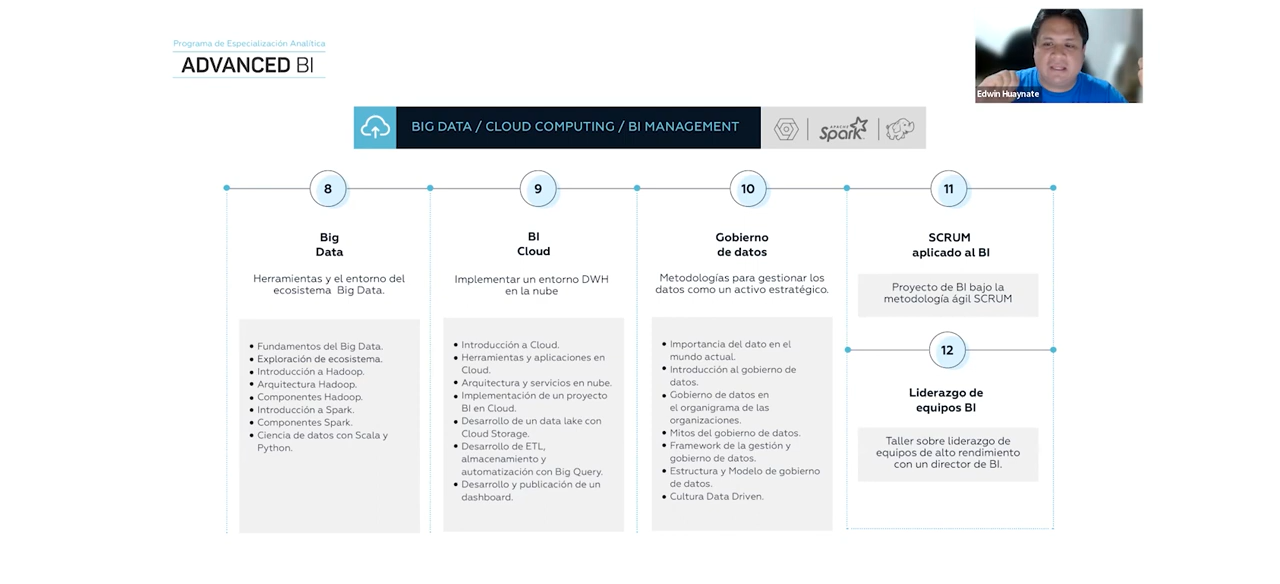 Programa de Especialización Analítica
ADVANCED BI
Edwin Huaynate
BIG DATA / CLOUD COMPUTING / BI MANAGEMENT
APACHE
Spark
8
Big
Data
Herramientas y el entorno del
ecosistema Big Data.
• Fundamentos del Big Data.
• Exploración de ecosistema.
• Introducción a Hadoop.
• Arquitectura Hadoop.
• Componentes Hadoop.
• Introducción a Spark.
• Componentes Spark.
• Ciencia de datos con Scala y
Python.
9
BI
Cloud
Implementar un entorno DWH
en la nube
• Introducción a Cloud.
• Herramientas y aplicaciones en
Cloud.
• Arquitectura y servicios en nube.
• Implementación de un proyecto
BI en Cloud.
• Desarrollo de un data lake con
Cloud Storage.
• Desarrollo de ETL,
almacenamiento y
automatización con Big Query.
• Desarrollo y publicación de un
dashboard.
10
Gobierno
de datos
Metodologías para gestionar los
datos como un activo estratégico.
• Importancia del dato en el
mundo actual.
• Introducción al gobierno de
datos.
• Gobierno de datos en
el organigrama de las
organizaciones.
• Mitos del gobierno de datos.
• Framework de la gestión y
gobierno de datos.
• Estructura y Modelo de gobierno
de datos.
• Cultura Data Driven.
11
SCRUM
aplicado al BI
Proyecto de BI bajo la
metodología ágil SCRUM
12
Liderazgo de
equipos BI
Taller sobre liderazgo de
equipos de alto rendimiento
con un director de BI.